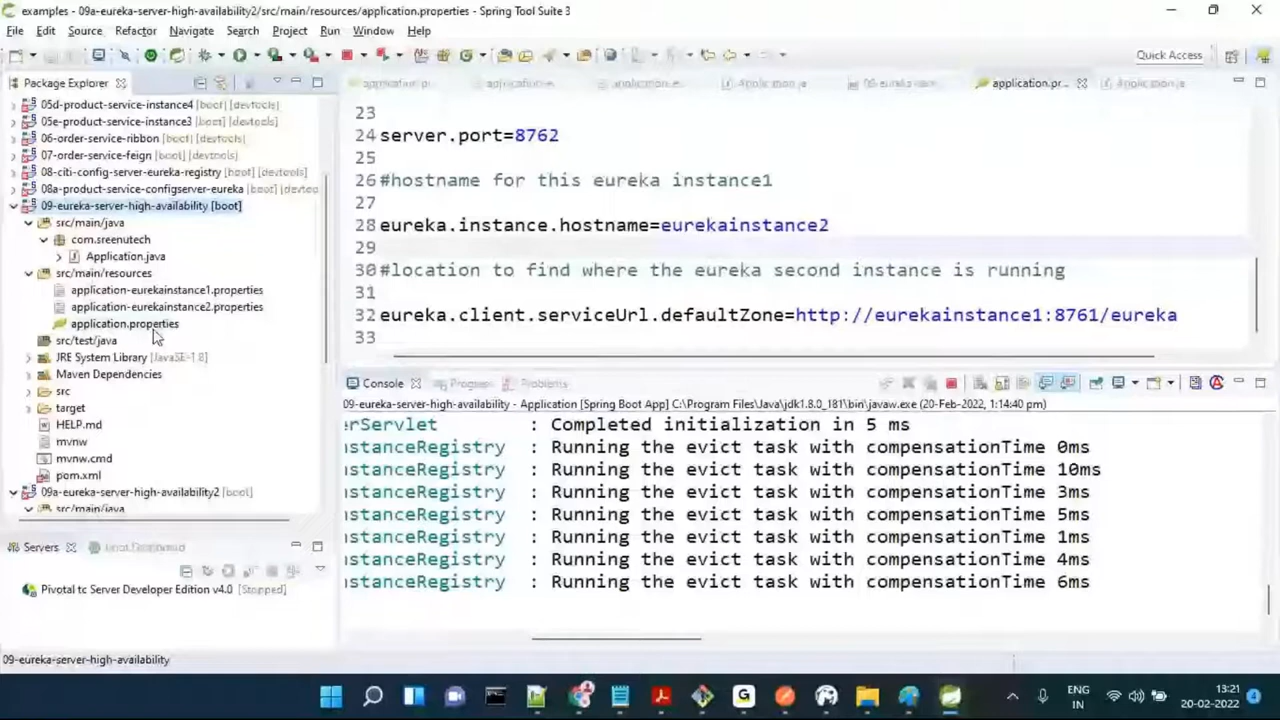 examples - 09a-eureka-server-high-availability2/src/main/resources/application.properties - Spring Tool Suite 3
File Edit Source Refactor Navigate Search Project Run Window Help
Quick Access
Package Explorer
05d-product-service-instance4 [boot] [devtools]
05e-product-service-instance3 [boot] [devtools]
06-order-service-ribbon [boot] [devtools]
07-order-service-feign [boot] [devtools]
08-citi-config-server-eureka-registry [boot] [devtools]
08a-product-service-configserver-eureka [boot] [devtoo
09-eureka-server-high-availability [boot]
src/main/java
com.sreenutech
Application.java
src/main/resources
application-eurekainstance1.properties
application-eurekainstance2.properties
application.properties
src/test/java
JRE System Library [JavaSE-1.8]
Maven Dependencies
src
target
HELP.md
mvnw
mvnw.cmd
pom.xml
09a-eureka-server-high-availability2 [boot]
src/main/java
Servers
Boot Dashboard
Pivotal tc Server Developer Edition v4.0 [Stopped]
application.pr...
23
24 server.port=8762
25
26 #hostname for this eureka instance1
27
28 eureka.instance.hostname=eurekainstance2
29
30 #location to find where the eureka second instance is running
31
32 eureka.client.serviceUrl.defaultZone=http://eurekainstance1:8761/eureka
33
Console Progress Problems
09-eureka-server-high-availability - Application [Spring Boot App] C:\Program Files\Java\jdk1.8.0_181\bin\javaw.exe (20-Feb-2022, 1:14:40 pm)
erServlet : Completed initialization in 5 ms
nstanceRegistry : Running the evict task with compensationTime 0ms
nstanceRegistry : Running the evict task with compensationTime 10ms
nstanceRegistry : Running the evict task with compensationTime 3ms
nstanceRegistry : Running the evict task with compensationTime 5ms
nstanceRegistry : Running the evict task with compensationTime 1ms
nstanceRegistry : Running the evict task with compensationTime 4ms
nstanceRegistry : Running the evict task with compensationTime 6ms
09-eureka-server-high-availability
ENG
IN
13:21
20-02-2022